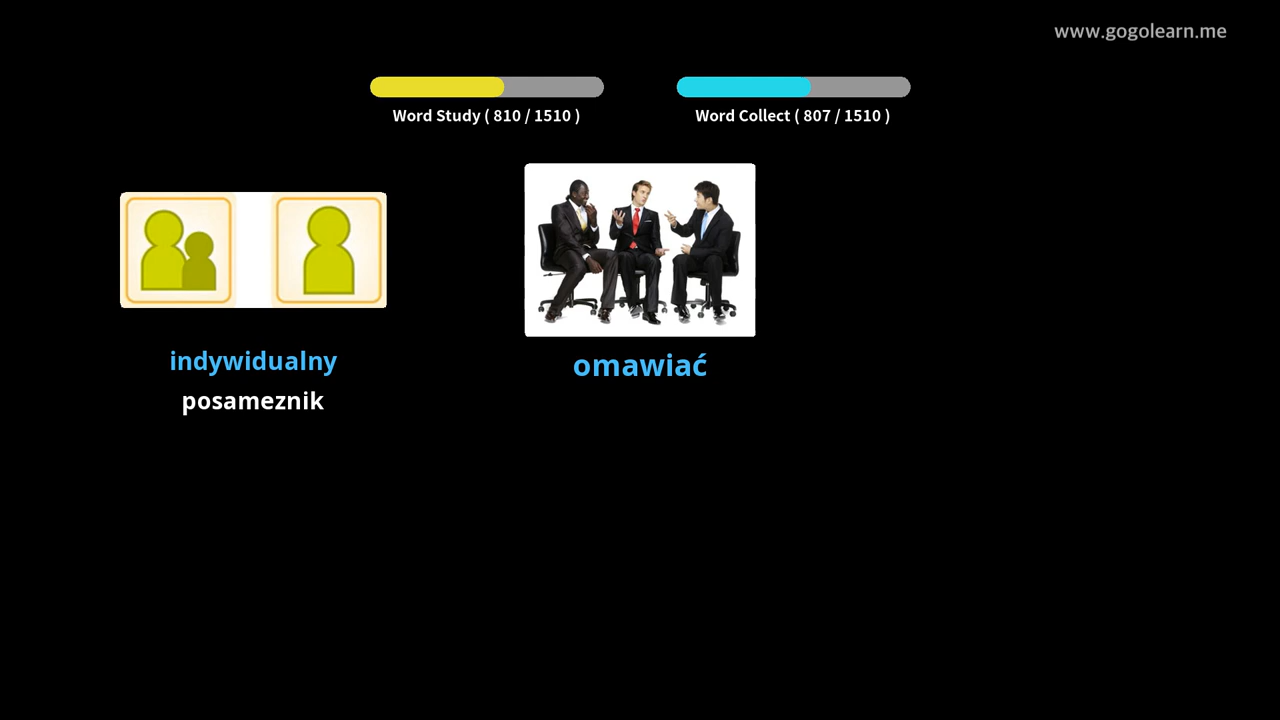 www.gogolearn.me
Word Study ( 810 / 1510 )
Word Collect ( 807 / 1510 )
indywidualny
posameznik
omawiać